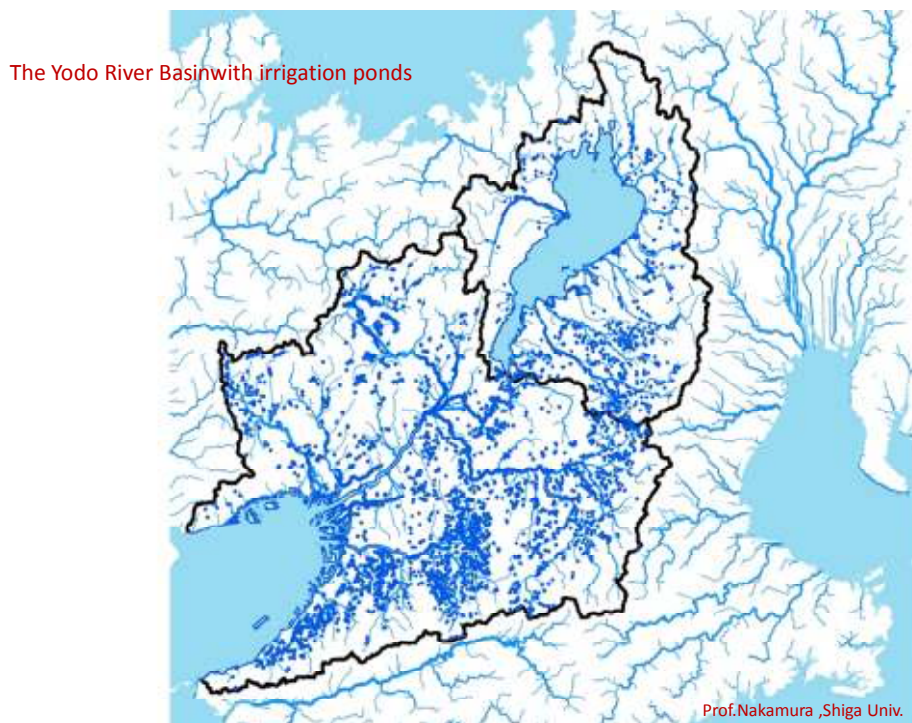 The Yodo River Basinwith irrigation ponds
Prof.Nakamura ,Shiga Univ.